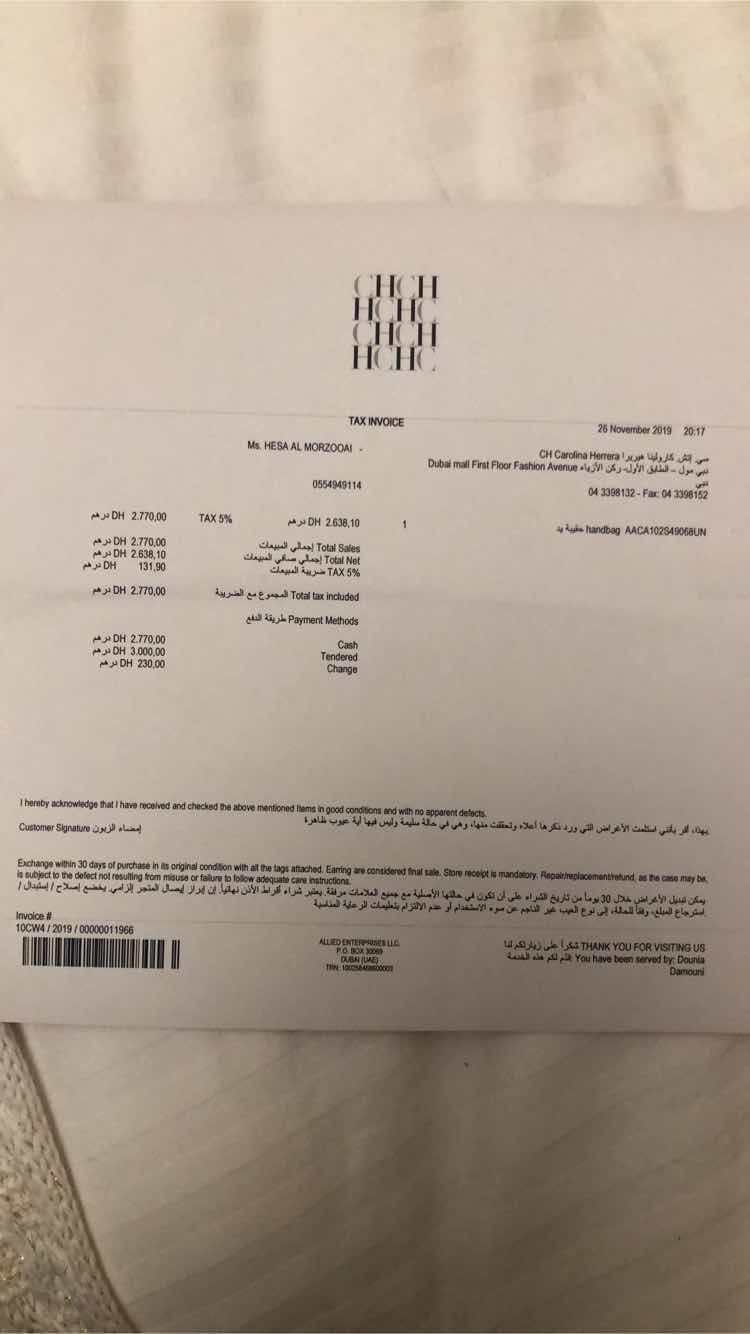 CHCH
HCHC
CHCH
HCHC
TAX INVOICE
26 November 2019 20:17
Ms. HESA AL MORZOOAI -
0554949114
CH Carolina Herrera سي. إتش. كارولينا هيريرا
Dubai mall First Floor Fashion Avenue دبي مول - الطابق الأول- ركن الأزياء
دبي
04 3398132 - Fax: 04 3398152
درهم DH 2.770,00 TAX 5% درهم DH 2.638,10 1 حقيبة يد handbag AACA102S49068UN
درهم DH 2.770,00 إجمالي المبيعات Total Sales
درهم DH 2.638,10 إجمالي صافي المبيعات Total Net
درهم DH 131,90 ضريبة المبيعات TAX 5%
درهم DH 2.770,00 المجموع مع الضريبة Total tax included
طريقة الدفع Payment Methods
درهم DH 2.770,00 Cash
درهم DH 3.000,00 Tendered
درهم DH 230,00 Change
I hereby acknowledge that I have received and checked the above mentioned items in good conditions and with no apparent defects.
بهذا، أقر بأنني استلمت الأغراض التي ورد ذكرها أعلاه وتحققت منها، وهي في حالة سليمة وليس فيها أية عيوب ظاهرة.
Customer Signature إمضاء الزبون
Exchange within 30 days of purchase in its original condition with all the tags attached. Earring are considered final sale. Store receipt is mandatory. Repair/replacement/refund, as the case may be,
is subject to the defect not resulting from misuse or failure to follow adequate care instructions.
يمكن تبديل الأغراض خلال 30 يوماً من تاريخ الشراء على أن تكون في حالتها الأصلية مع جميع العلامات مرفقة. يعتبر شراء أقراط الأذن نهائياً. إن إبراز إيصال المتجر إلزامي. يخضع إصلاح / إستبدال /
استرجاع المبلغ، وفقاً للحالة، إلى نوع العيب غير الناجم عن سوء الاستخدام أو عدم الالتزام بتعليمات الرعاية المناسبة.
Invoice #
10CW4 / 2019 / 00000011966
ALLIED ENTERPRISES LLC.
P.O. BOX 30069
DUBAI (UAE)
TRN: 100258468600003
شكراً على زيارتكم لنا THANK YOU FOR VISITING US
قدّم لكم هذه الخدمة: You have been served by: Dounia
Damouni